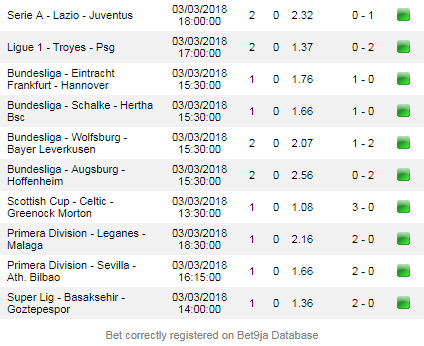 Serie A - Lazio - Juventus 03/03/2018 18:00:00 2 0 2.32 0 - 1
Ligue 1 - Troyes - Psg 03/03/2018 17:00:00 2 0 1.37 0 - 2
Bundesliga - Eintracht Frankfurt - Hannover 03/03/2018 15:30:00 1 0 1.76 1 - 0
Bundesliga - Schalke - Hertha Bsc 03/03/2018 15:30:00 1 0 1.66 1 - 0
Bundesliga - Wolfsburg - Bayer Leverkusen 03/03/2018 15:30:00 2 0 2.07 1 - 2
Bundesliga - Augsburg - Hoffenheim 03/03/2018 15:30:00 2 0 2.56 0 - 2
Scottish Cup - Celtic - Greenock Morton 03/03/2018 13:30:00 1 0 1.08 3 - 0
Primera Division - Leganes - Malaga 03/03/2018 18:30:00 1 0 2.16 2 - 0
Primera Division - Sevilla - Ath. Bilbao 03/03/2018 16:15:00 1 0 1.66 2 - 0
Super Lig - Basaksehir - Goztepespor 03/03/2018 14:00:00 1 0 1.36 2 - 0
Bet correctly registered on Bet9ja Database